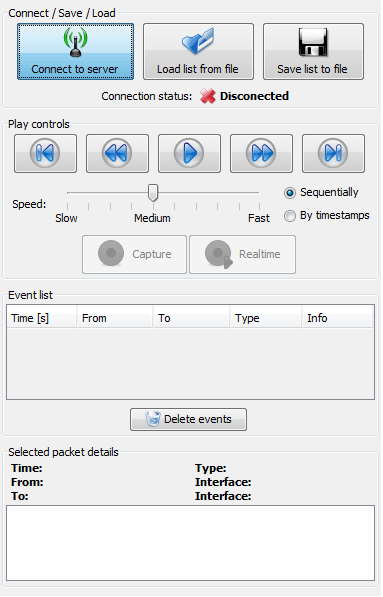 Connect / Save / Load
Connect to server
Load list from file
Save list to file
Connection status: Disconected
Play controls
Speed:
Slow
Medium
Fast
Sequentially
By timestamps
Capture
Realtime
Event list
Time [s] From To Type Info
Delete events
Selected packet details
Time: Type:
From: Interface:
To: Interface: